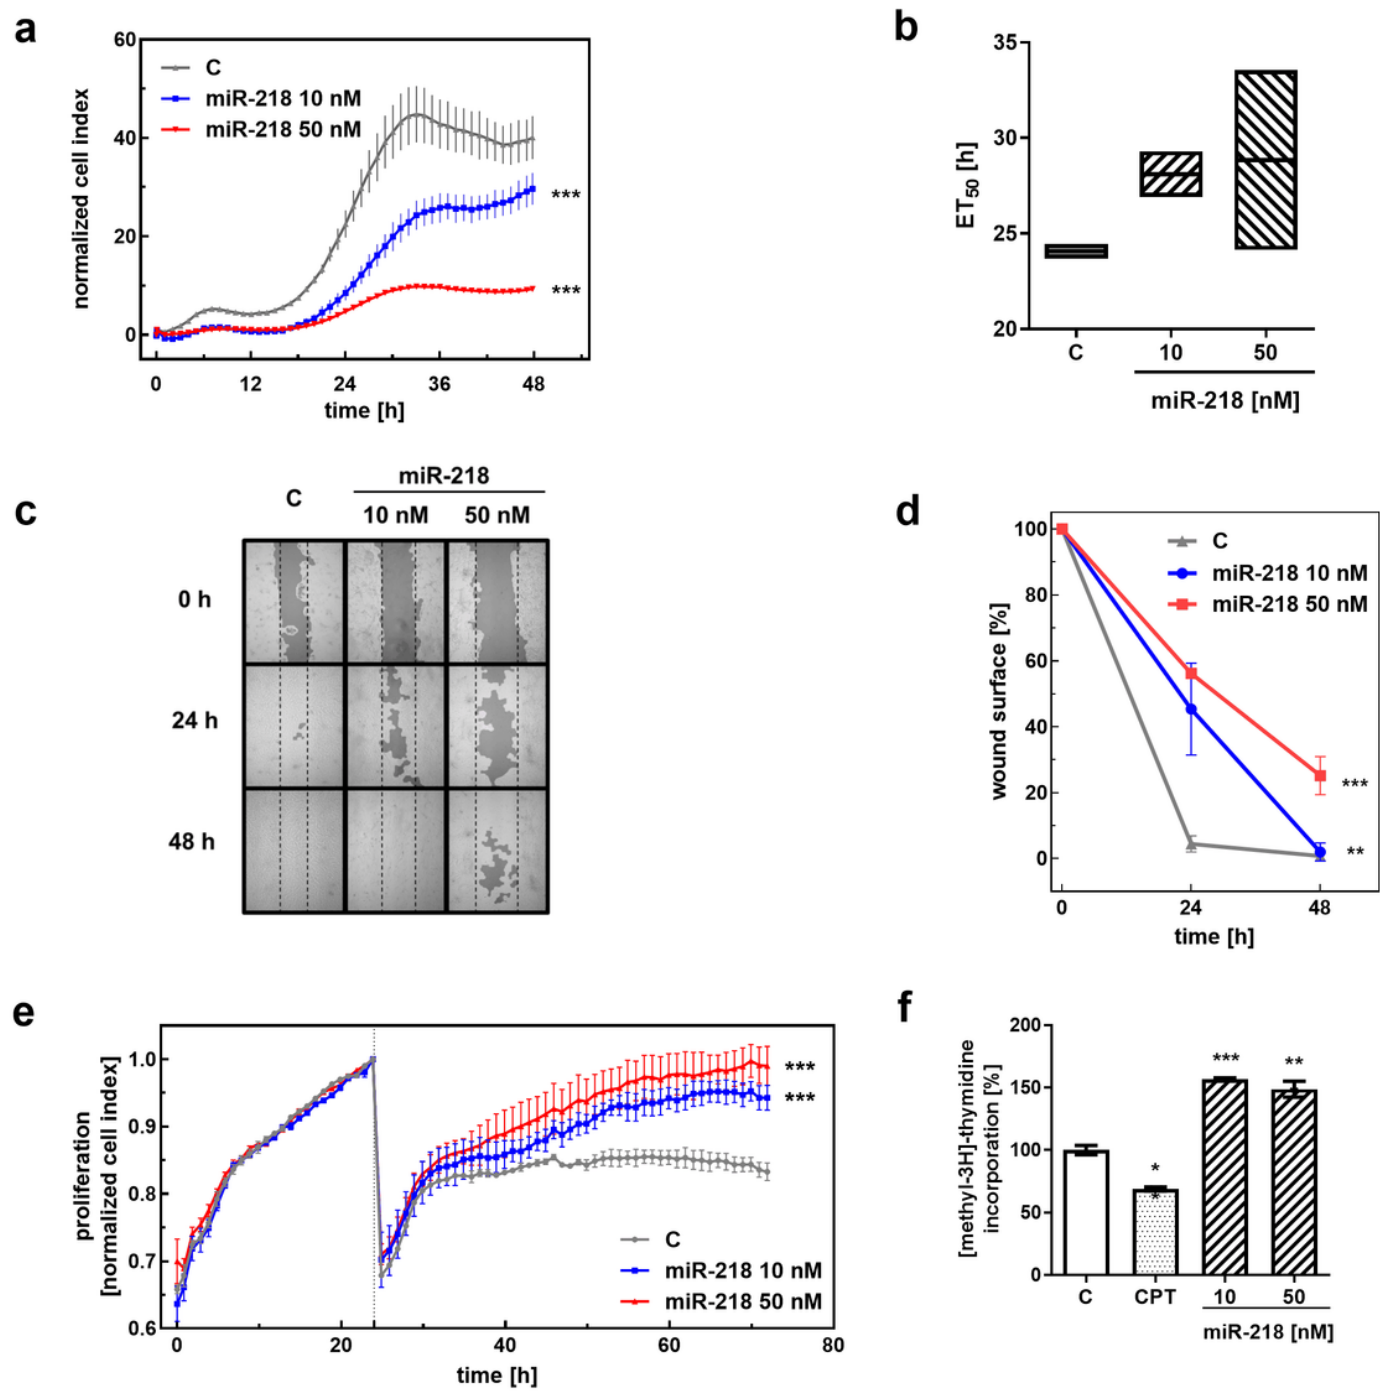 a
60
40
20
0
normalized cell index
C
miR-218 10 nM
miR-218 50 nM
***
***
0 12 24 36 48
time [h]
b
35
30
25
20
ET50 [h]
C 10 50
miR-218 [nM]
c
miR-218
C
10 nM 50 nM
0 h
24 h
48 h
d
100
80
60
40
20
0
wound surface [%]
C
miR-218 10 nM
miR-218 50 nM
***
**
0 24 48
time [h]
e
1.0
0.9
0.8
0.7
0.6
proliferation
[normalized cell index]
***
***
C
miR-218 10 nM
miR-218 50 nM
0 20 40 60 80
time [h]
f
200
150
100
50
0
[methyl-3H]-thymidine
incorporation [%]
*
*
***
**
C CPT 10 50
miR-218 [nM]